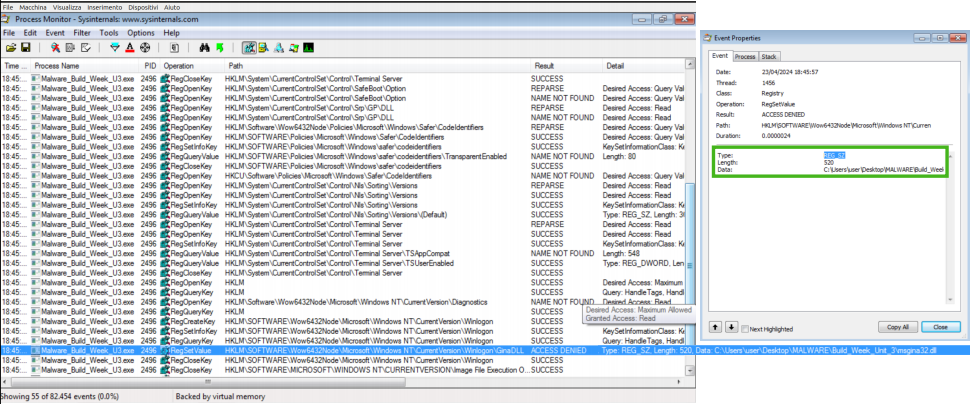 File Macchina Visualizza Inserimento Dispositivi Aiuto
Process Monitor - Sysinternals: www.sysinternals.com
File Edit Event Filter Tools Options Help
Time ... Process Name PID Operation Path Result Detail
18:45:... Malware_Build_Week_U3.exe 2496 RegCloseKey HKLM\System\CurrentControlSet\Control\Terminal Server SUCCESS
18:45:... Malware_Build_Week_U3.exe 2496 RegOpenKey HKLM\System\CurrentControlSet\Control\SafeBoot\Option REPARSE Desired Access: Query Val
18:45:... Malware_Build_Week_U3.exe 2496 RegOpenKey HKLM\System\CurrentControlSet\Control\SafeBoot\Option NAME NOT FOUND Desired Access: Query Val
18:45:... Malware_Build_Week_U3.exe 2496 RegOpenKey HKLM\System\CurrentControlSet\Control\Srp\GP\DLL REPARSE Desired Access: Read
18:45:... Malware_Build_Week_U3.exe 2496 RegOpenKey HKLM\System\CurrentControlSet\Control\Srp\GP\DLL NAME NOT FOUND Desired Access: Read
18:45:... Malware_Build_Week_U3.exe 2496 RegOpenKey HKLM\Software\Wow6432Node\Policies\Microsoft\Windows\Safer\CodeIdentifiers REPARSE Desired Access: Query Val
18:45:... Malware_Build_Week_U3.exe 2496 RegOpenKey HKLM\SOFTWARE\Policies\Microsoft\Windows\safer\codeidentifiers SUCCESS Desired Access: Query Val
18:45:... Malware_Build_Week_U3.exe 2496 RegSetInfoKey HKLM\SOFTWARE\Policies\Microsoft\Windows\safer\codeidentifiers SUCCESS KeySetInformationClass: Ke
18:45:... Malware_Build_Week_U3.exe 2496 RegQueryValue HKLM\SOFTWARE\Policies\Microsoft\Windows\safer\codeidentifiers\TransparentEnabled NAME NOT FOUND Length: 80
18:45:... Malware_Build_Week_U3.exe 2496 RegCloseKey HKLM\SOFTWARE\Policies\Microsoft\Windows\safer\codeidentifiers SUCCESS
18:45:... Malware_Build_Week_U3.exe 2496 RegOpenKey HKCU\Software\Policies\Microsoft\Windows\Safer\CodeIdentifiers NAME NOT FOUND Desired Access: Query Val
18:45:... Malware_Build_Week_U3.exe 2496 RegOpenKey HKLM\System\CurrentControlSet\Control\Nls\Sorting\Versions REPARSE Desired Access: Read
18:45:... Malware_Build_Week_U3.exe 2496 RegOpenKey HKLM\System\CurrentControlSet\Control\Nls\Sorting\Versions SUCCESS Desired Access: Read
18:45:... Malware_Build_Week_U3.exe 2496 RegSetInfoKey HKLM\System\CurrentControlSet\Control\Nls\Sorting\Versions SUCCESS KeySetInformationClass: Ke
18:45:... Malware_Build_Week_U3.exe 2496 RegQueryValue HKLM\System\CurrentControlSet\Control\Nls\Sorting\Versions\(Default) SUCCESS Type: REG_SZ, Length: 3
18:45:... Malware_Build_Week_U3.exe 2496 RegOpenKey HKLM\System\CurrentControlSet\Control\Terminal Server REPARSE Desired Access: Read
18:45:... Malware_Build_Week_U3.exe 2496 RegOpenKey HKLM\System\CurrentControlSet\Control\Terminal Server SUCCESS Desired Access: Read
18:45:... Malware_Build_Week_U3.exe 2496 RegSetInfoKey HKLM\System\CurrentControlSet\Control\Terminal Server SUCCESS KeySetInformationClass: Ke
18:45:... Malware_Build_Week_U3.exe 2496 RegQueryValue HKLM\System\CurrentControlSet\Control\Terminal Server\TSAppCompat NAME NOT FOUND Length: 548
18:45:... Malware_Build_Week_U3.exe 2496 RegQueryValue HKLM\System\CurrentControlSet\Control\Terminal Server\TSUserEnabled SUCCESS Type: REG_DWORD, Len
18:45:... Malware_Build_Week_U3.exe 2496 RegCloseKey HKLM\System\CurrentControlSet\Control\Terminal Server SUCCESS
18:45:... Malware_Build_Week_U3.exe 2496 RegOpenKey HKLM SUCCESS Desired Access: Maximum
18:45:... Malware_Build_Week_U3.exe 2496 RegQueryKey HKLM SUCCESS Query: HandleTags, Handl
18:45:... Malware_Build_Week_U3.exe 2496 RegOpenKey HKLM\Software\Wow6432Node\Microsoft\Windows NT\CurrentVersion\Diagnostics NAME NOT FOUND Desired Access: Read
18:45:... Malware_Build_Week_U3.exe 2496 RegQueryKey HKLM SUCCESS
Desired Access: Maximum Allowed
Granted Access: Read
18:45:... Malware_Build_Week_U3.exe 2496 RegCreateKey HKLM\SOFTWARE\Wow6432Node\Microsoft\Windows NT\CurrentVersion\Winlogon SUCCESS
18:45:... Malware_Build_Week_U3.exe 2496 RegSetInfoKey HKLM\SOFTWARE\Wow6432Node\Microsoft\Windows NT\CurrentVersion\Winlogon SUCCESS KeySetInformationClass: Ke
18:45:... Malware_Build_Week_U3.exe 2496 RegQueryKey HKLM\SOFTWARE\Wow6432Node\Microsoft\Windows NT\CurrentVersion\Winlogon SUCCESS Query: HandleTags, Handl
18:45:... Malware_Build_Week_U3.exe 2496 RegSetValue HKLM\SOFTWARE\Wow6432Node\Microsoft\Windows NT\CurrentVersion\Winlogon\GinaDLL ACCESS DENIED Type: REG_SZ, Length: 520, Data: C:\Users\user\Desktop\MALWARE\Build_Week_Unit_3\msgina32.dll
18:45:... Malware_Build_Week_U3.exe 2496 RegCloseKey HKLM\SOFTWARE\Wow6432Node\Microsoft\Windows NT\CurrentVersion\Winlogon SUCCESS
18:45:... Malware_Build_Week_U3.exe 2496 RegCloseKey HKLM\SOFTWARE\MICROSOFT\WINDOWS NT\CURRENTVERSION\Image File Execution O... SUCCESS
Showing 55 of 82.454 events (0.0%) Backed by virtual memory
Event Properties
Event Process Stack
Date: 23/04/2024 18:45:57
Thread: 1456
Class: Registry
Operation: RegSetValue
Result: ACCESS DENIED
Path: HKLM\SOFTWARE\Wow6432Node\Microsoft\Windows NT\Curren
Duration: 0.0000024
Type: REG_SZ
Length: 520
Data: C:\Users\user\Desktop\MALWARE\Build_Week
Next Highlighted Copy All Close